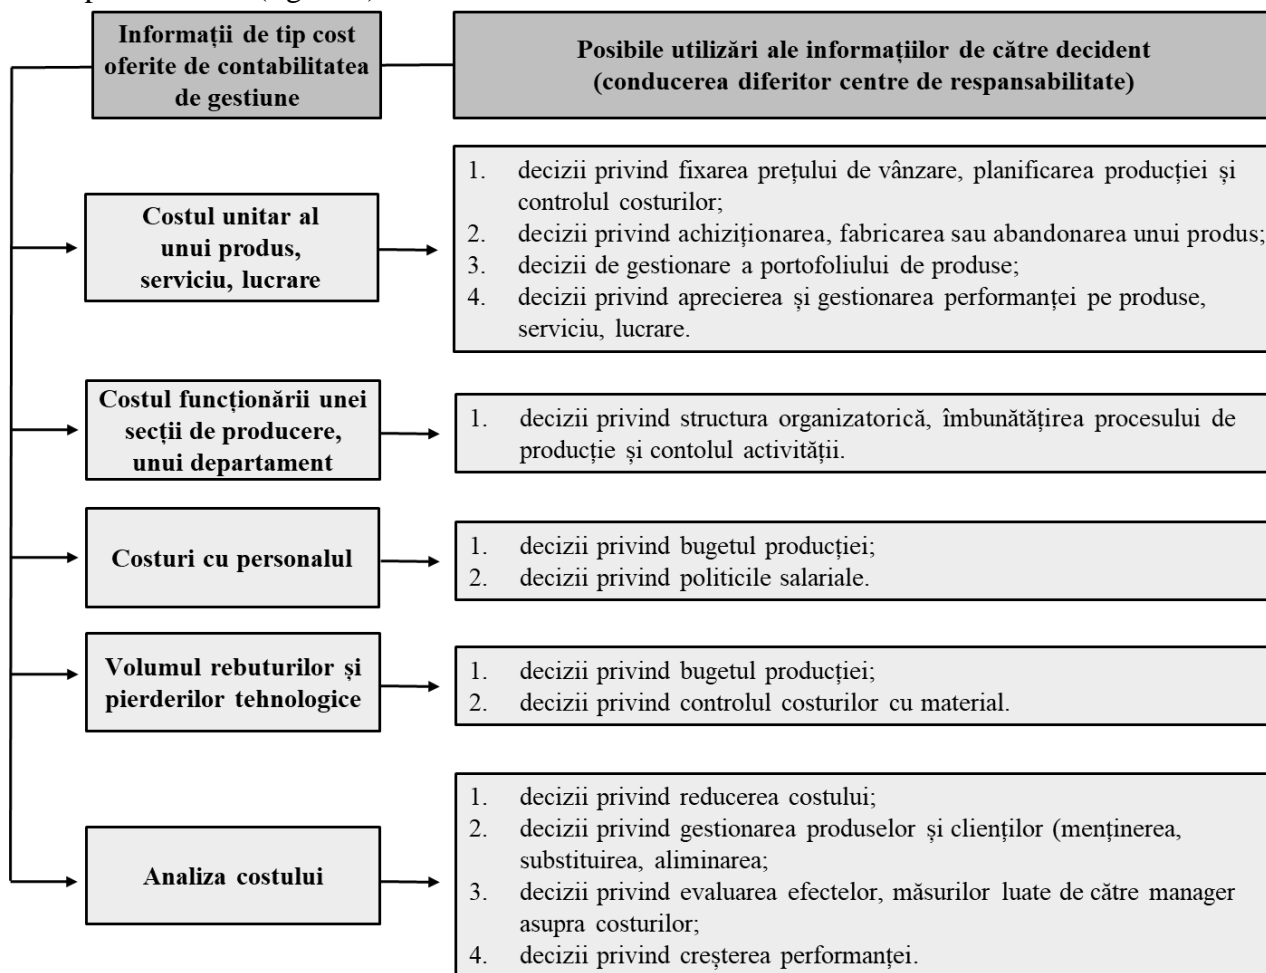 Informații de tip cost
oferite de contabilitatea
de gestiune
Posibile utilizări ale informațiilor de către decident
(conducerea diferitor centre de respansabilitate)
Costul unitar al
unui produs,
serviciu, lucrare
1. decizii privind fixarea prețului de vânzare, planificarea producției și
controlul costurilor;
2. decizii privind achiziționarea, fabricarea sau abandonarea unui produs;
3. decizii de gestionare a portofoliului de produse;
4. decizii privind aprecierea și gestionarea performanței pe produse,
serviciu, lucrare.
Costul funcționării unei
secții de producere,
unui departament
1. decizii privind structura organizatorică, îmbunătățirea procesului de
producție și contolul activității.
Costuri cu personalul
1. decizii privind bugetul producției;
2. decizii privind politicile salariale.
Volumul rebuturilor și
pierderilor tehnologice
1. decizii privind bugetul producției;
2. decizii privind controlul costurilor cu material.
Analiza costului
1. decizii privind reducerea costului;
2. decizii privind gestionarea produselor și clienților (menținerea,
substituirea, aliminarea;
3. decizii privind evaluarea efectelor, măsurilor luate de către manager
asupra costurilor;
4. decizii privind creșterea performanței.